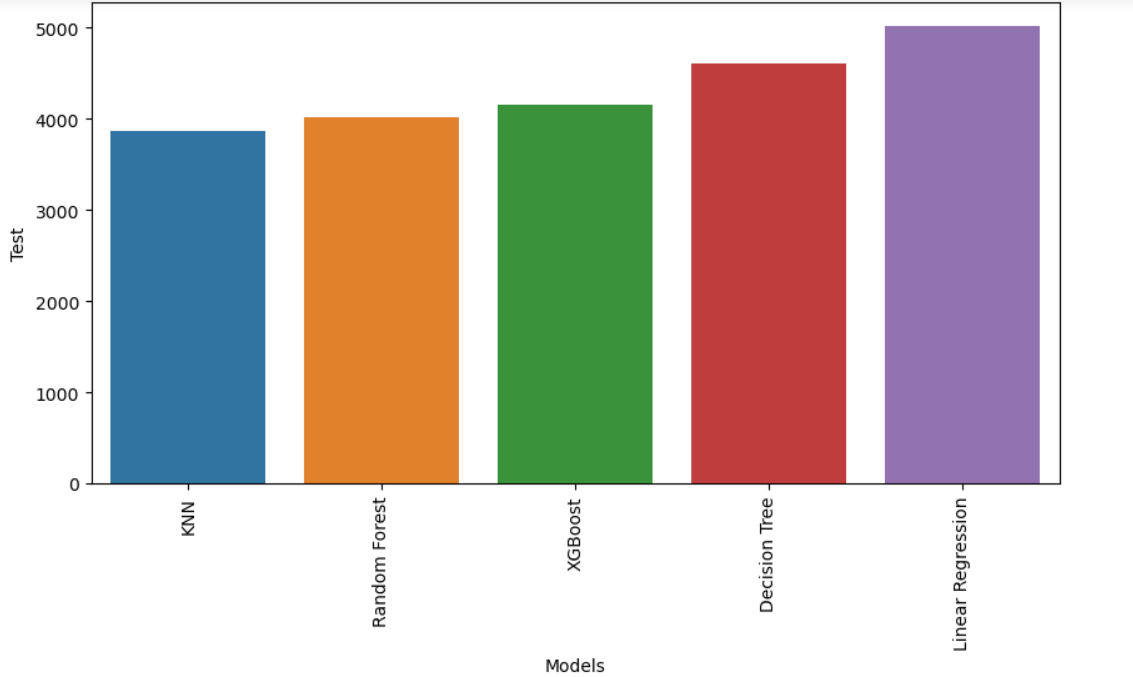 5000
4000
3000
2000
1000
0
Test
KNN
Random Forest
XGBoost
Decision Tree
Linear Regression
Models